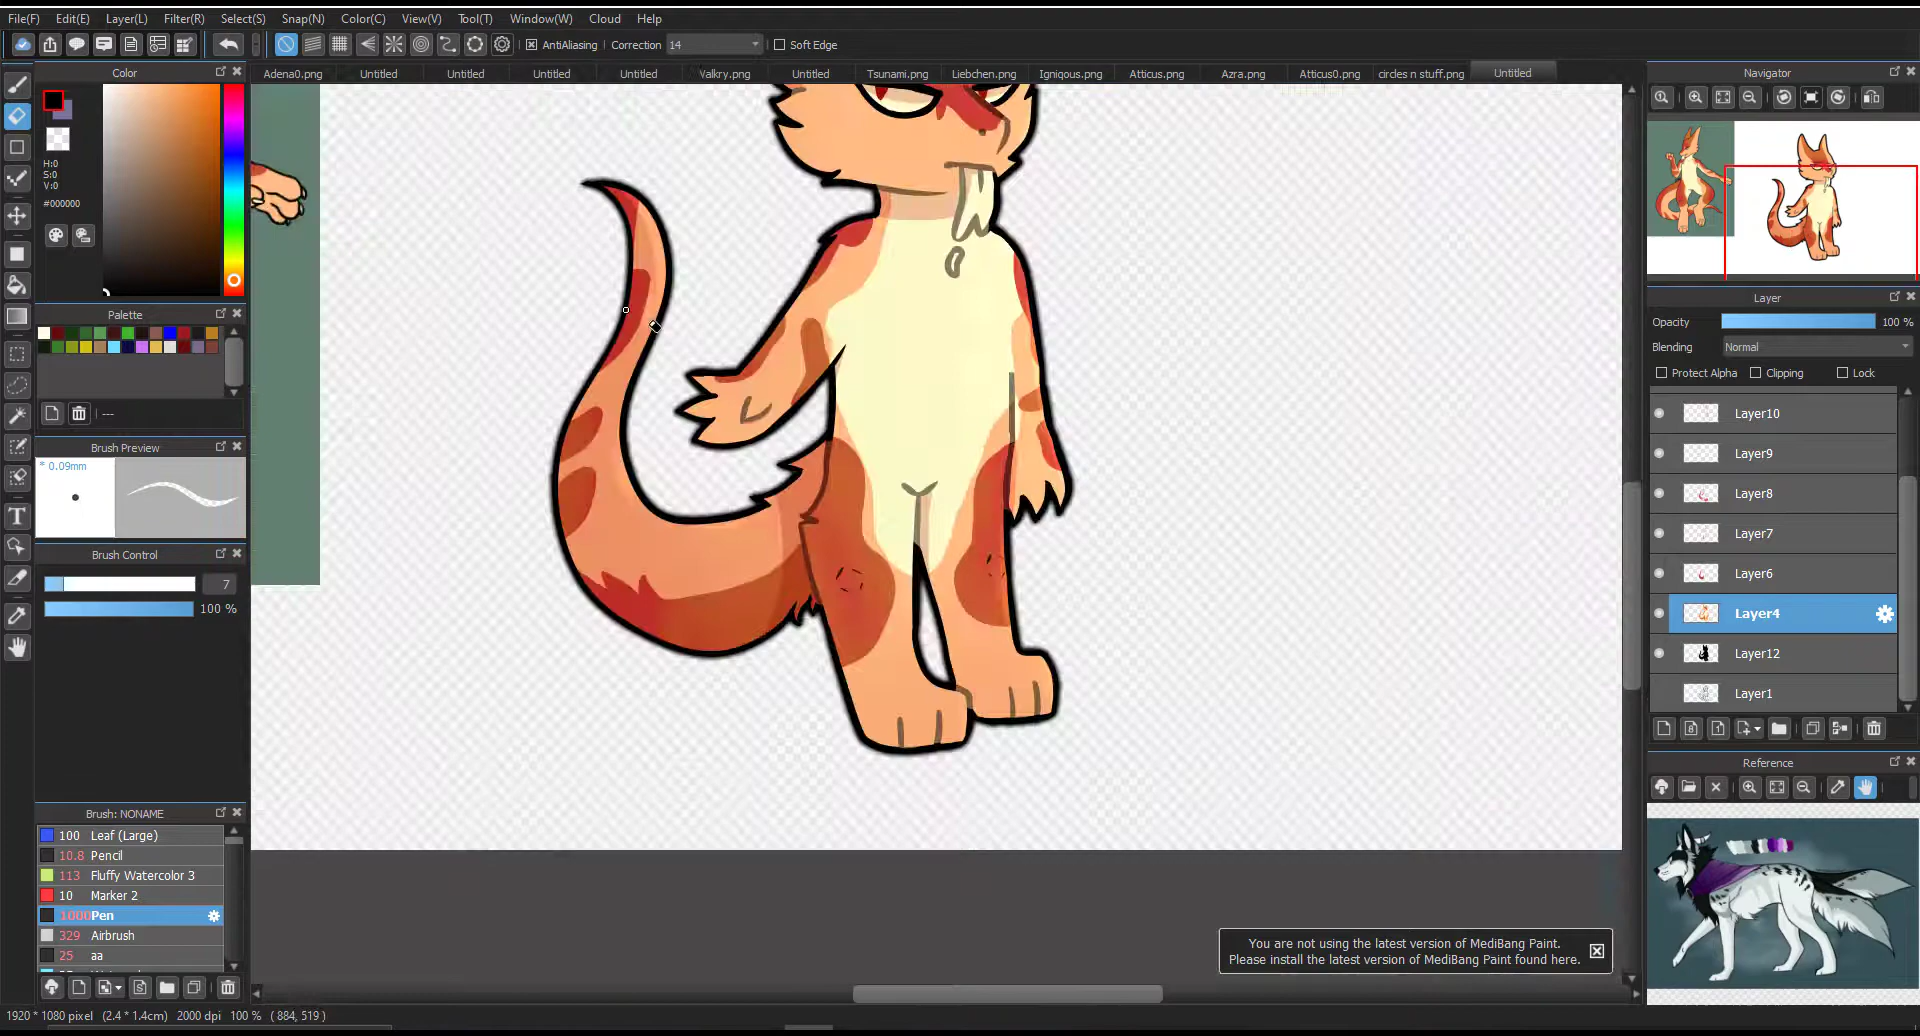 File(F) Edit(E) Layer(L) Filter(R) Select(S) Snap(N) Color(C) View(V) Tool(T) Window(W) Cloud Help
AntiAliasing Correction 14 Soft Edge
Color
Adena0.png Untitled Untitled Untitled Untitled Valkry.png Untitled Tsunami.png Liebchen.png Igniqous.png Atticus.png Azra.png Atticus0.png circles n stuff.png Untitled
Navigator
H:0
S:0
V:0
#000000
Palette
---
Brush Preview
* 0.09mm
Brush Control
7
100 %
Brush: NONAME
100 Leaf (Large)
10.8 Pencil
113 Fluffy Watercolor 3
10 Marker 2
1000 Pen
329 Airbrush
25 aa
Layer
Opacity 100 %
Blending Normal
Protect Alpha Clipping Lock
Layer10
Layer9
Layer8
Layer7
Layer6
Layer4
Layer12
Layer1
Reference
You are not using the latest version of MediBang Paint.
Please install the latest version of MediBang Paint found here.
1920 * 1080 pixel (2.4 * 1.4cm) 2000 dpi 100 % ( 884, 519 )